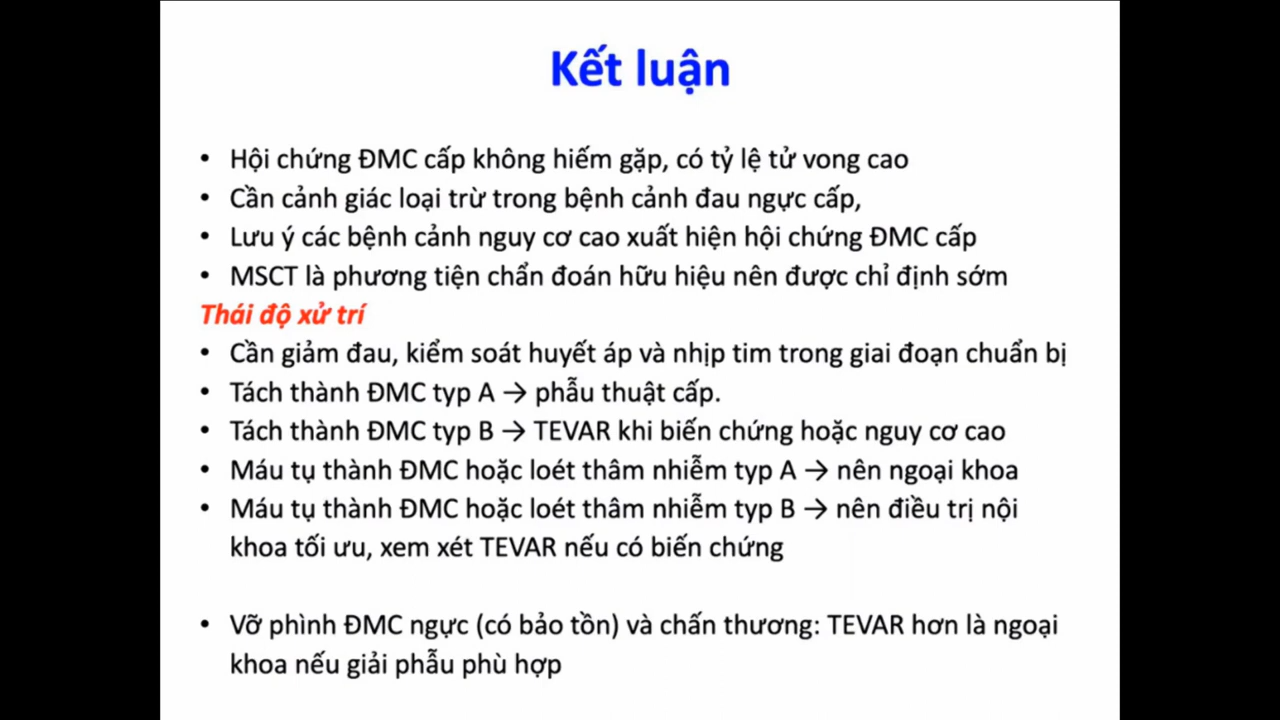 Kết luận
• Hội chứng ĐMC cấp không hiếm gặp, có tỷ lệ tử vong cao
• Cần cảnh giác loại trừ trong bệnh cảnh đau ngực cấp,
• Lưu ý các bệnh cảnh nguy cơ cao xuất hiện hội chứng ĐMC cấp
• MSCT là phương tiện chẩn đoán hữu hiệu nên được chỉ định sớm
Thái độ xử trí
• Cần giảm đau, kiểm soát huyết áp và nhịp tim trong giai đoạn chuẩn bị
• Tách thành ĐMC typ A → phẫu thuật cấp.
• Tách thành ĐMC typ B → TEVAR khi biến chứng hoặc nguy cơ cao
• Máu tụ thành ĐMC hoặc loét thâm nhiễm typ A → nên ngoại khoa
• Máu tụ thành ĐMC hoặc loét thâm nhiễm typ B → nên điều trị nội
khoa tối ưu, xem xét TEVAR nếu có biến chứng
• Vỡ phình ĐMC ngực (có bảo tồn) và chấn thương: TEVAR hơn là ngoại
khoa nếu giải phẫu phù hợp